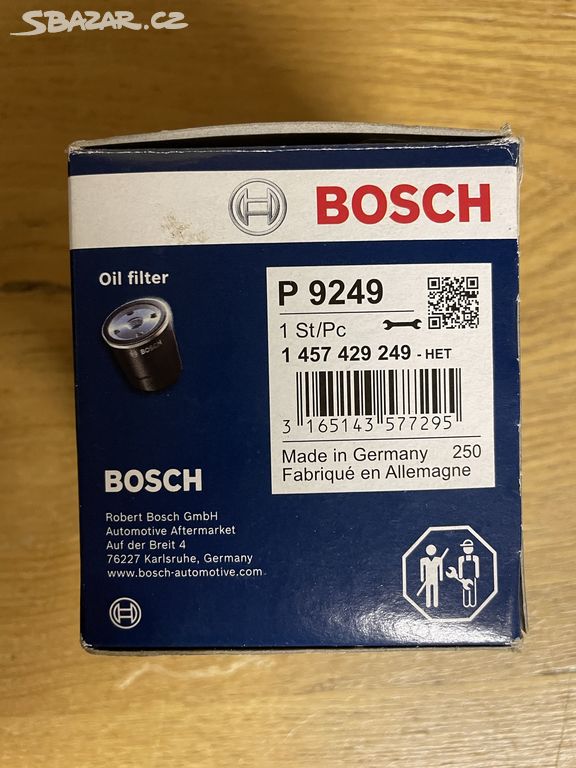 SBAZAR.CZ
BOSCH
Oil filter
BOSCH
P 9249
1 St/Pc
1 457 429 249 - HET
3 165143 577295
Made in Germany 250
Fabriqué en Allemagne
BOSCH
Robert Bosch GmbH
Automotive Aftermarket
Auf der Breit 4
76227 Karlsruhe, Germany
www.bosch-automotive.com